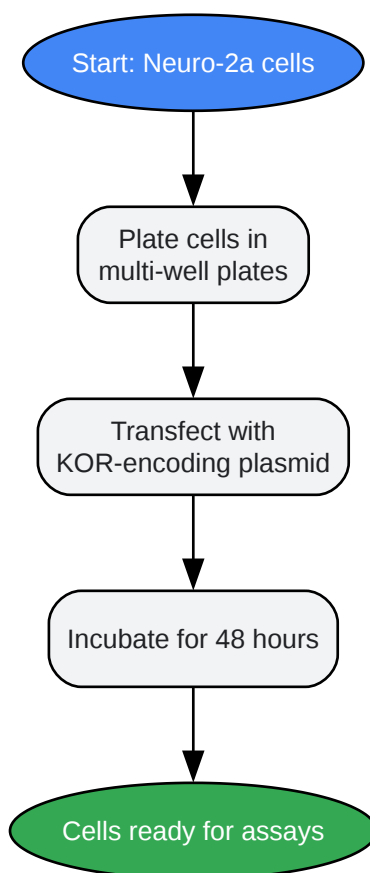 Start: Neuro-2a cells
Plate cells in
multi-well plates
Transfect with
KOR-encoding plasmid
Incubate for 48 hours
Cells ready for assays